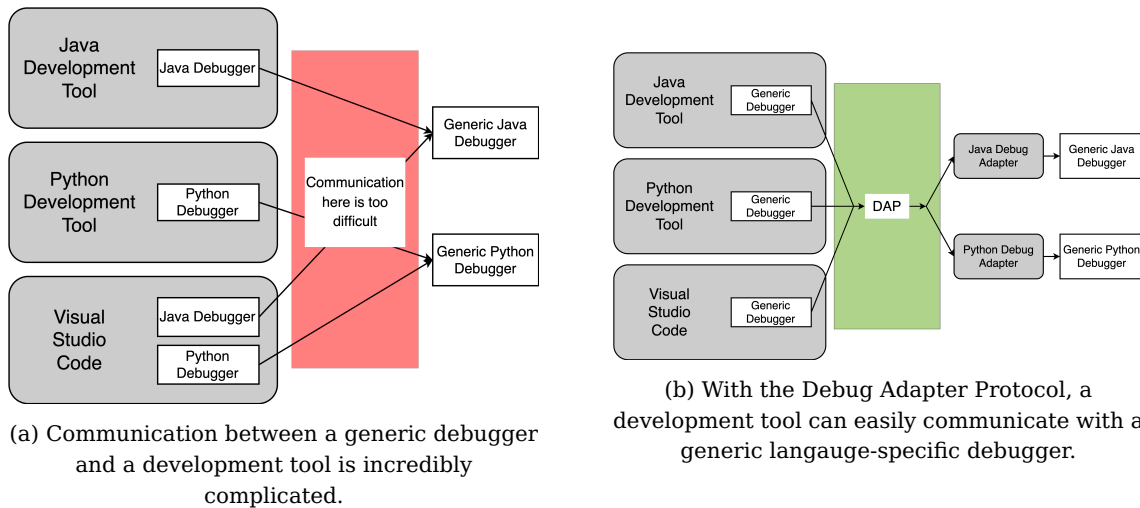 Java
Development
Tool
Java Debugger
Python
Development
Tool
Python
Debugger
Visual
Studio
Code
Java Debugger
Python
Debugger
Communication
here is too
difficult
Generic Java
Debugger
Generic Python
Debugger
(a) Communication between a generic debugger
and a development tool is incredibly
complicated.
Java
Development
Tool
Generic
Debugger
Python
Development
Tool
Generic
Debugger
Visual
Studio
Code
Generic
Debugger
DAP
Java Debug
Adapter
Generic Java
Debugger
Python Debug
Adapter
Generic Python
Debugger
(b) With the Debug Adapter Protocol, a
development tool can easily communicate with a
generic langauge-specific debugger.